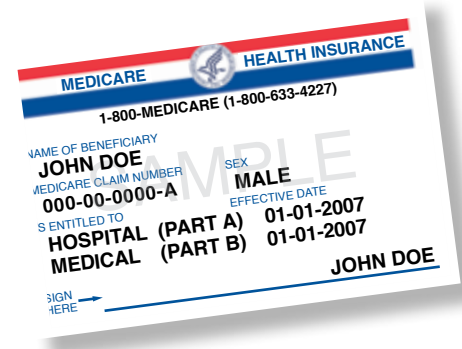 MEDICARE HEALTH INSURANCE
1-800-MEDICARE (1-800-633-4227)
NAME OF BENEFICIARY
JOHN DOE
MEDICARE CLAIM NUMBER SEX
000-00-0000-A MALE
IS ENTITLED TO EFFECTIVE DATE
HOSPITAL (PART A) 01-01-2007
MEDICAL (PART B) 01-01-2007
SIGN HERE JOHN DOE
SAMPLE